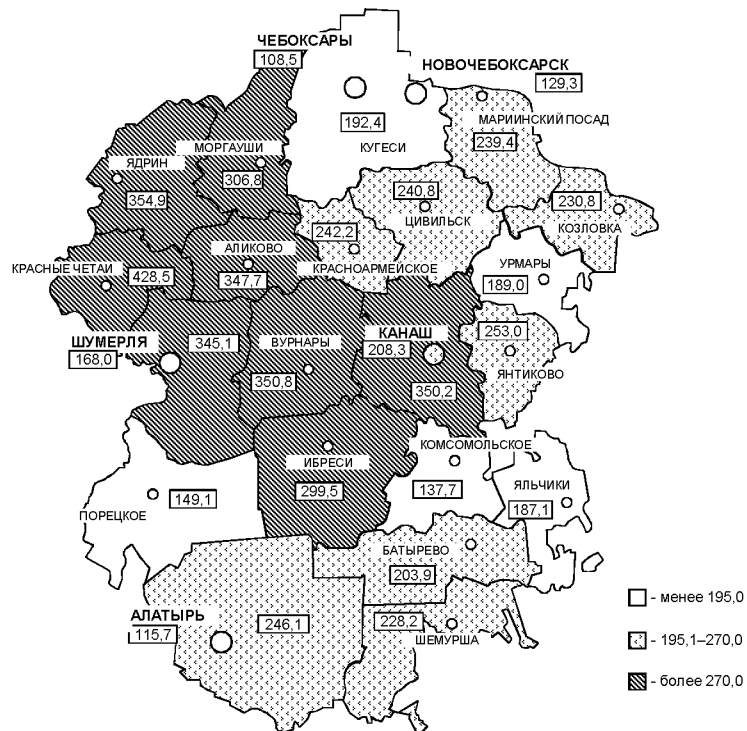 ЧЕБОКСАРЫ
108,5
НОВОЧЕБОКСАРСК
129,3
192,4
КУГЕСИ
МАРИИНСКИЙ ПОСАД
239,4
МОРГАУШИ
306,8
ЯДРИН
354,9
240,8
ЦИВИЛЬСК
230,8
КОЗЛОВКА
242,2
КРАСНОАРМЕЙСКОЕ
АЛИКОВО
347,7
КРАСНЫЕ ЧЕТАИ
428,5
УРМАРЫ
189,0
ШУМЕРЛЯ
168,0
345,1
ВУРНАРЫ
350,8
КАНАШ
208,3
350,2
253,0
ЯНТИКОВО
ИБРЕСИ
299,5
КОМСОМОЛЬСКОЕ
137,7
ЯЛЬЧИКИ
187,1
149,1
ПОРЕЦКОЕ
БАТЫРЕВО
203,9
АЛАТЫРЬ
115,7
246,1
228,2
ШЕМУРША
- менее 195,0
- 195,1–270,0
- более 270,0